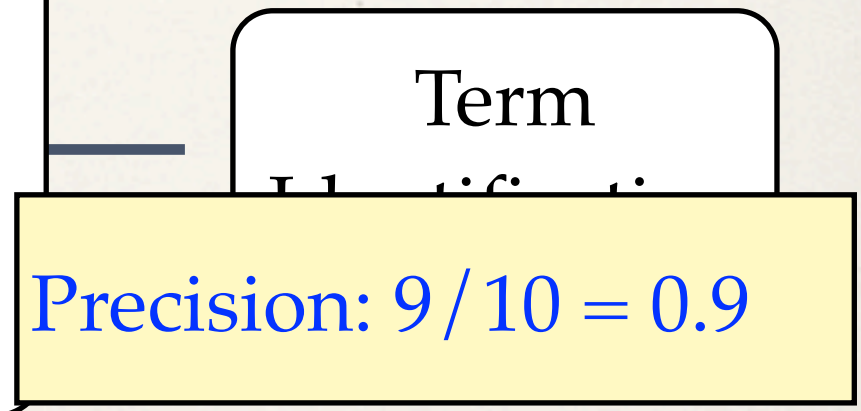 Term
Precision: 9/10 = 0.9